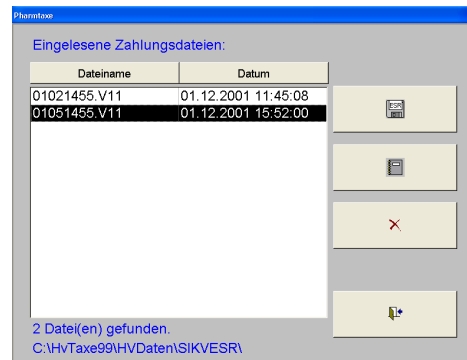 Pharmtaxe
Eingelesene Zahlungsdateien:
Dateiname Datum
01021455.V11 01.12.2001 11:45:08
01051455.V11 01.12.2001 15:52:00
ESR
2 Datei(en) gefunden.
C:\HvTaxe99\HVDaten\SIKVESR\